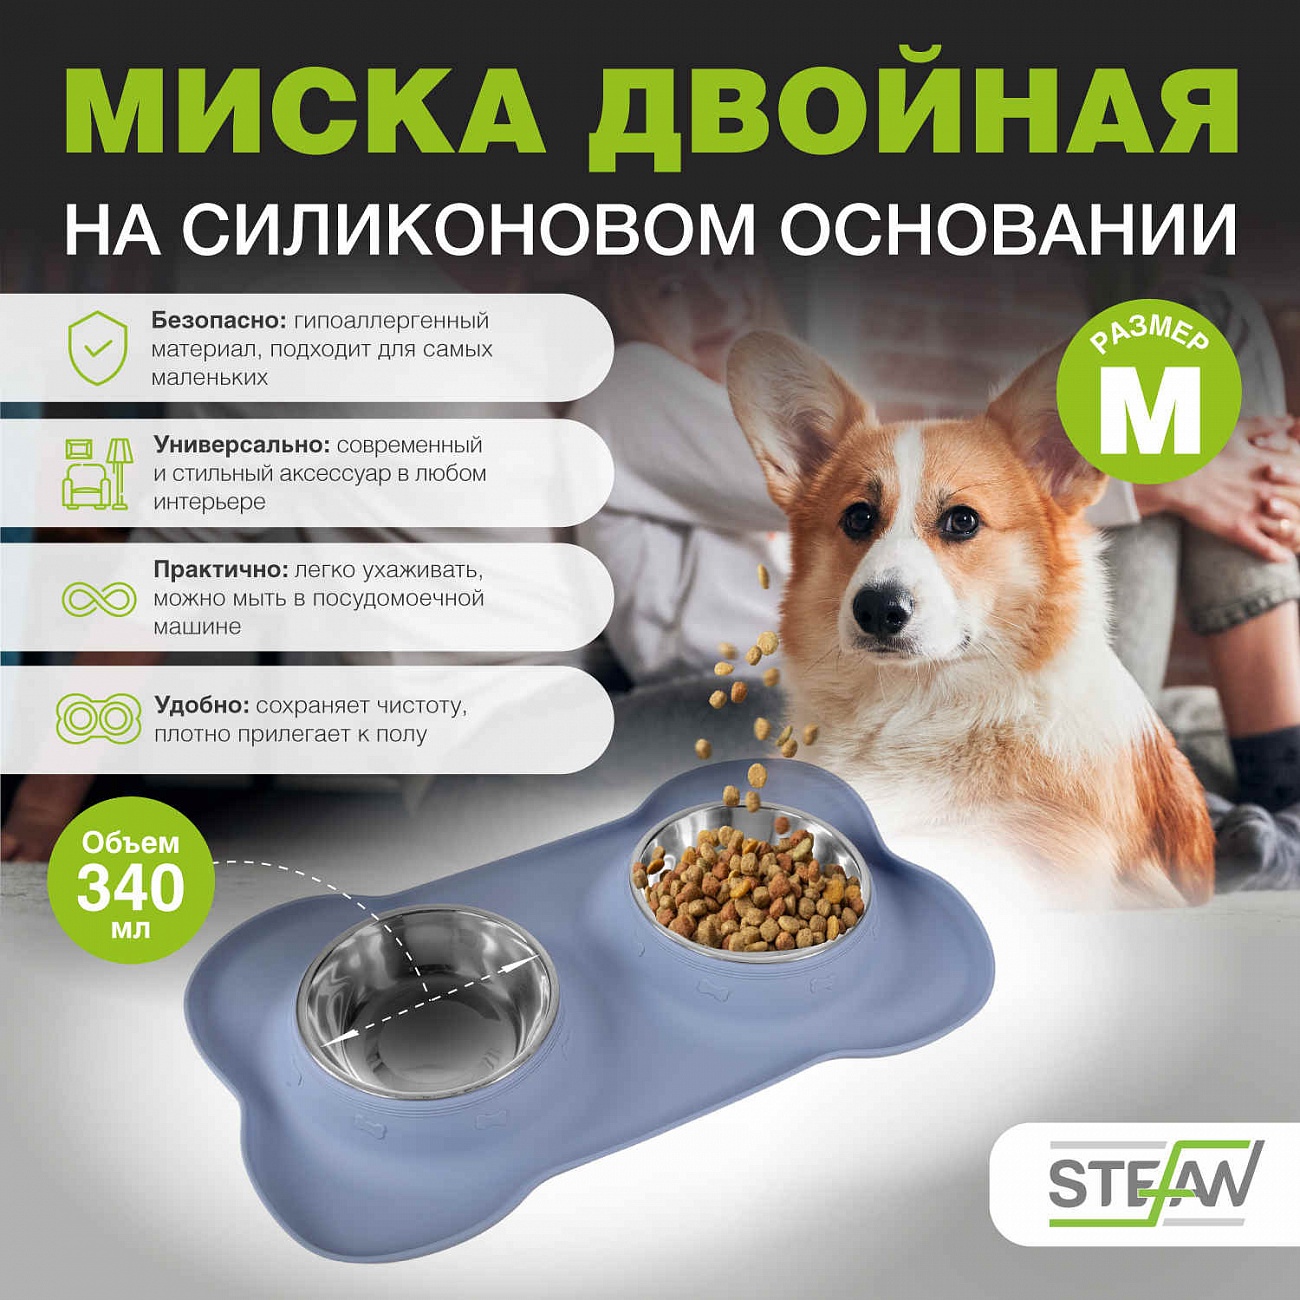 МИСКА ДВОЙНАЯ
НА СИЛИКОНОВОМ ОСНОВАНИИ
Безопасно: гипоаллергенный
материал, подходит для самых
маленьких
РАЗМЕР
M
Универсально: современный
и стильный аксессуар в любом
интерьере
Практично: легко ухаживать,
можно мыть в посудомоечной
машине
Удобно: сохраняет чистоту,
плотно прилегает к полу
Объем
340
мл
STEFAN